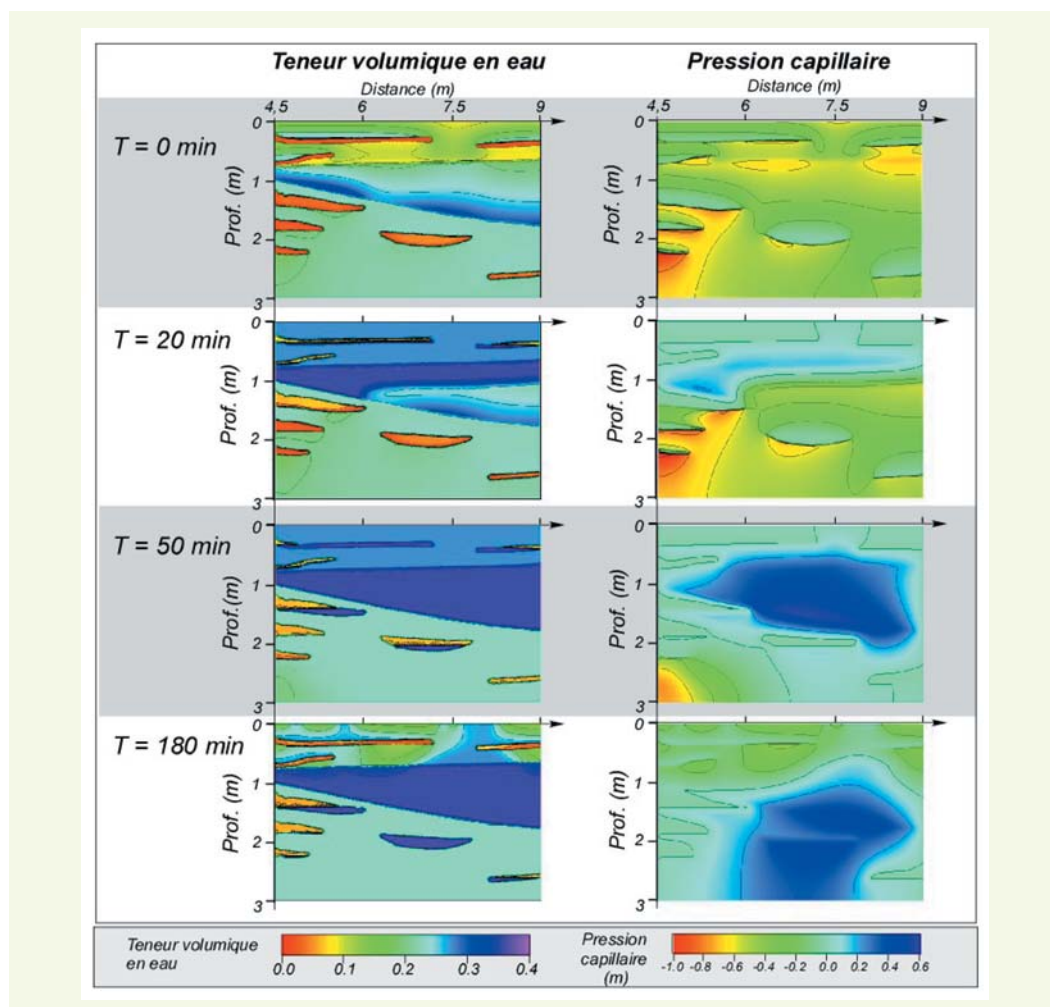 Teneur volumique en eau
Pression capillaire
Distance (m)
Distance (m)
4,5 6 7.5 9
4.5 6 7.5 9
T = 0 min
Prof. (m)
0
1
2
3
Prof. (m)
0
1
2
3
T = 20 min
Prof. (m)
0
1
2
3
Prof. (m)
0
1
2
3
T = 50 min
Prof.(m)
0
1
2
3
Prof. (m)
0
1
2
3
T = 180 min
Prof. (m)
0
1
2
3
Prof. (m)
0
1
2
3
Teneur volumique
en eau
0.0 0.1 0.2 0.3 0.4
Pression
capillaire
(m)
-1.0 -0.8 -0.6 -0.4 -0.2 0.0 0.2 0.4 0.6